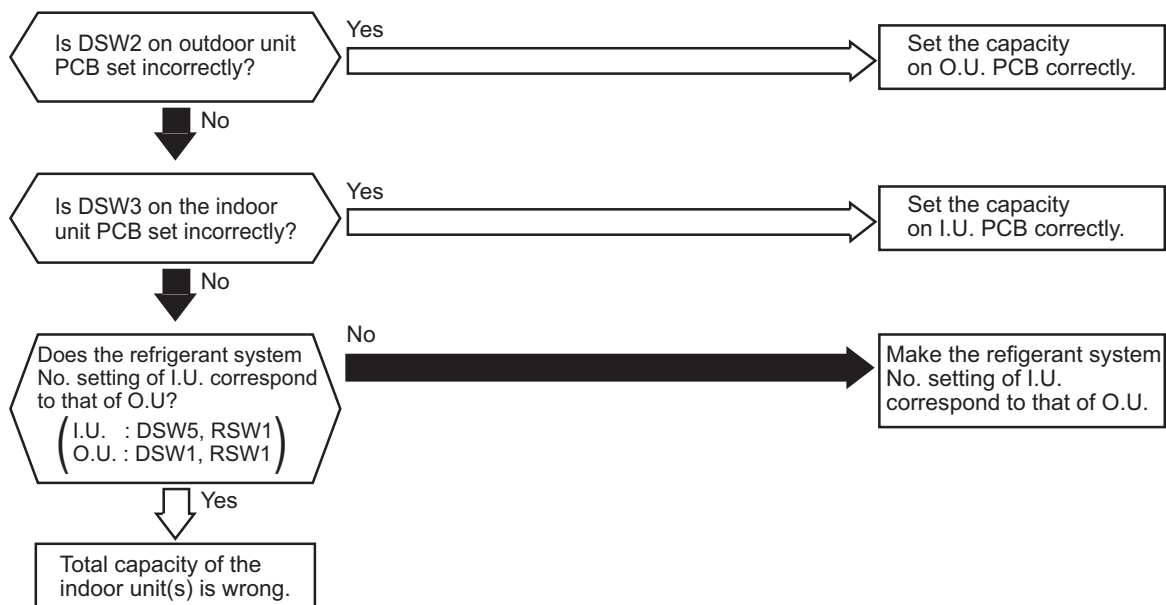 Is DSW2 on outdoor unit
PCB set incorrectly?
Yes
Set the capacity
on O.U. PCB correctly.
No
Is DSW3 on the indoor
unit PCB set incorrectly?
Yes
Set the capacity
on I.U. PCB correctly.
No
Does the refrigerant system
No. setting of I.U. correspond
to that of O.U?
(I.U. : DSW5, RSW1
O.U. : DSW1, RSW1)
No
Make the refigerant system
No. setting of I.U.
correspond to that of O.U.
Yes
Total capacity of the
indoor unit(s) is wrong.